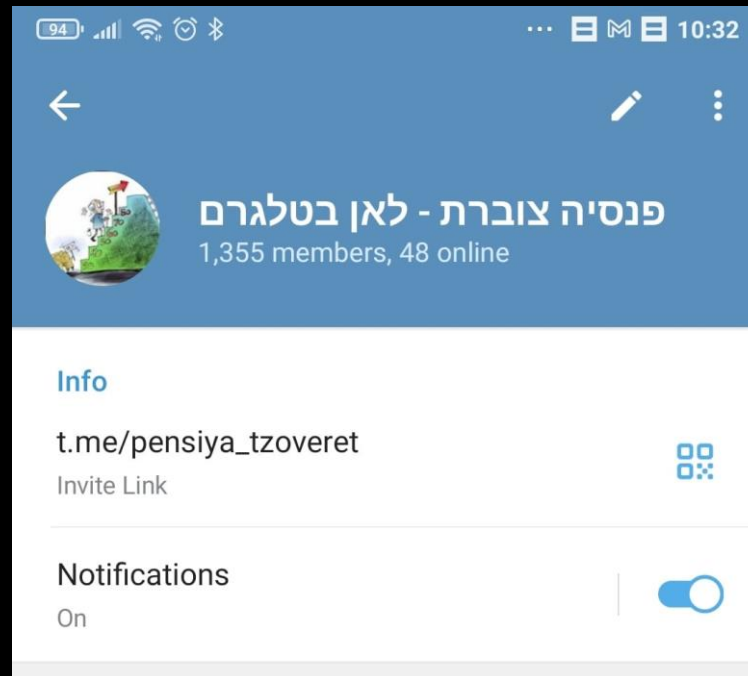 94 10:32
פנסיה צוברת - לאן בטלגרם
1,355 members, 48 online
Info
t.me/pensiya_tzoveret
Invite Link
Notifications
On